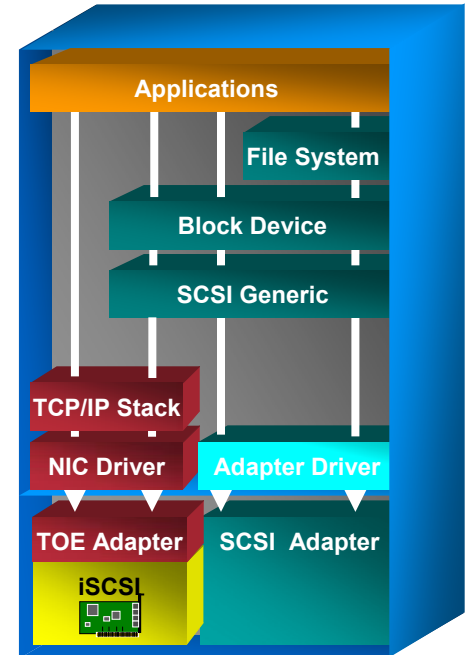 Applications
File System
Block Device
SCSI Generic
TCP/IP Stack
NIC Driver Adapter Driver
TOE Adapter SCSI Adapter
iSCSI